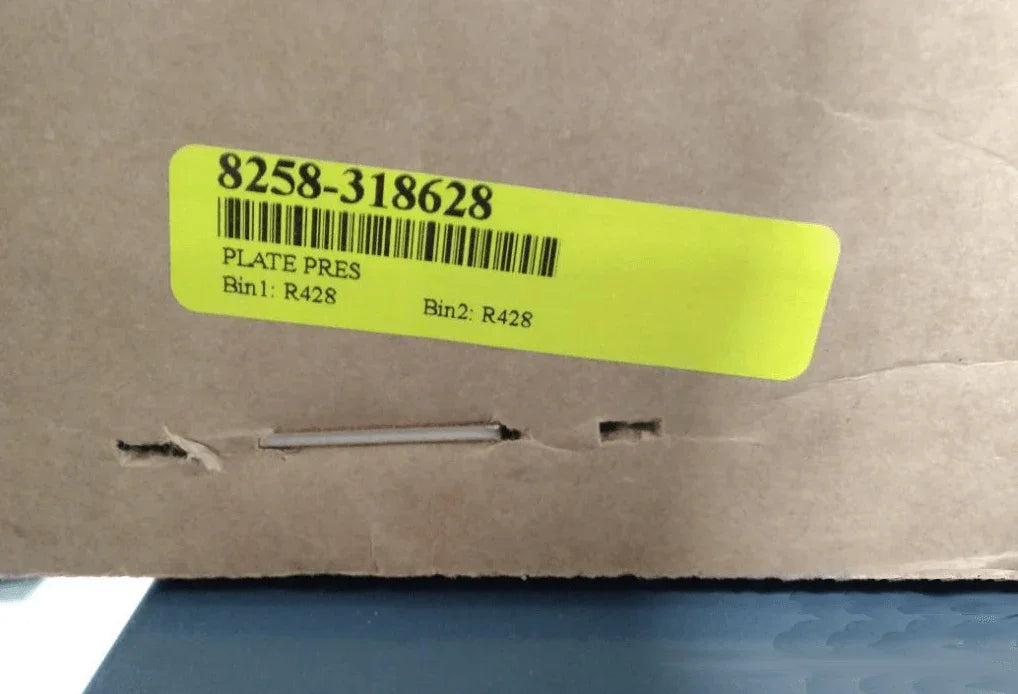 8258-318628
PLATE PRES
Bin1: R428
Bin2: R428